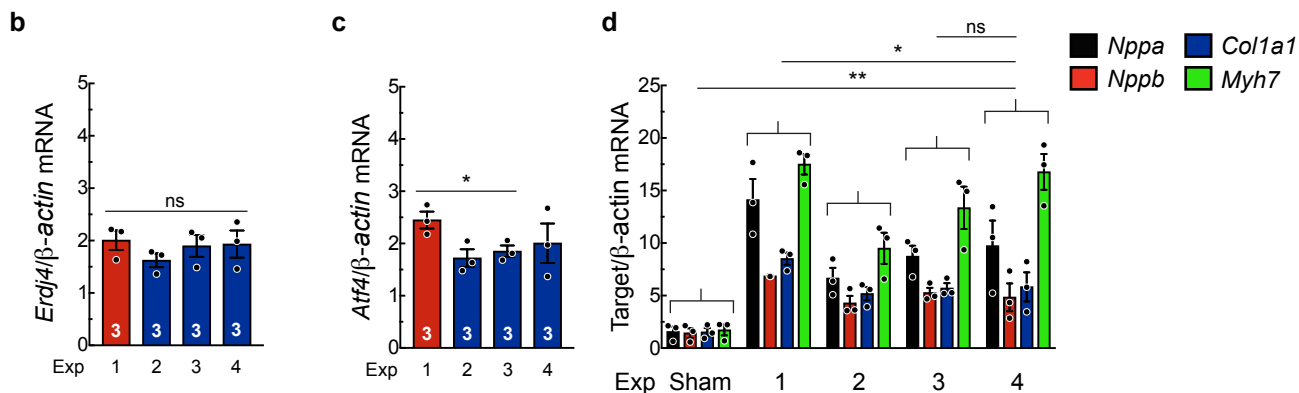 b
Erdj4/β-actin mRNA
5
4
3
2
1
0
ns
3 3 3 3
Exp 1 2 3 4
c
Atf4/β-actin mRNA
5
4
3
2
1
0
*
3 3 3 3
Exp 1 2 3 4
d
Target/β-actin mRNA
25
20
15
10
5
0
ns
*
**
Exp Sham 1 2 3 4
Nppa Col1a1
Nppb Myh7